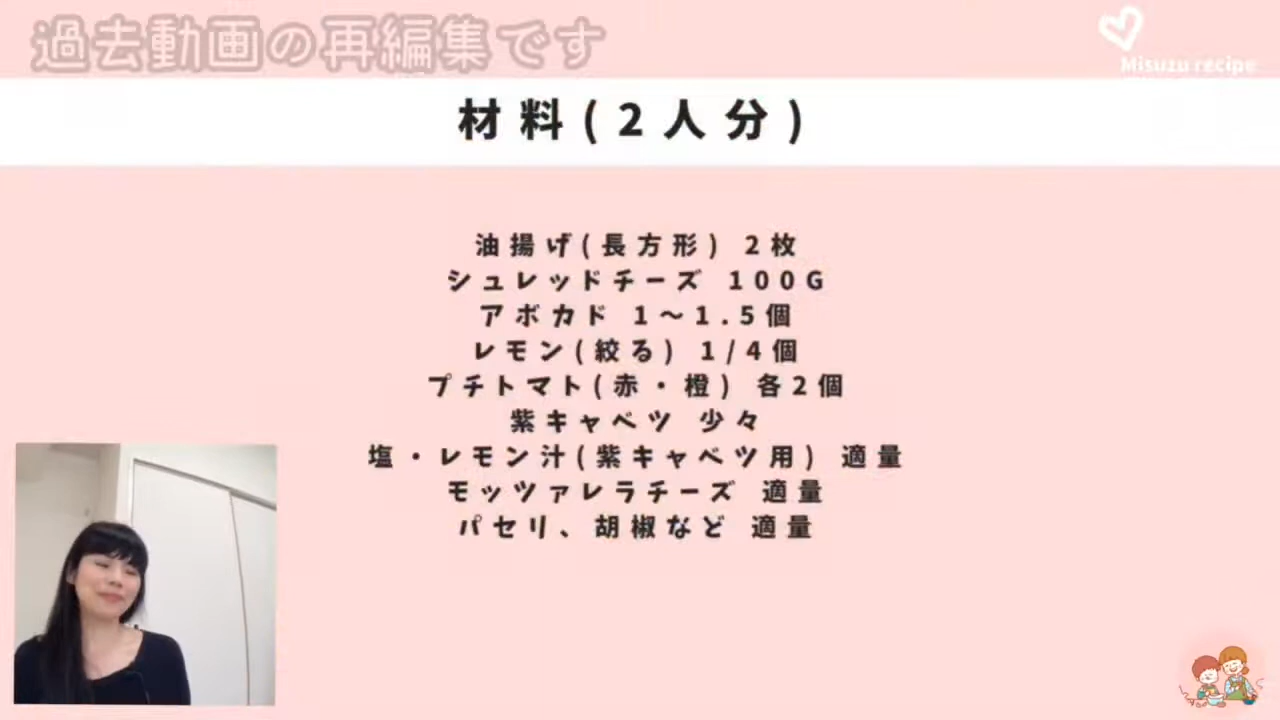 過去動画の再編集です
Misuzu recipe
材料(2人分)
油揚げ(長方形) 2枚
シュレッドチーズ 100G
アボカド 1〜1.5個
レモン(絞る) 1/4個
プチトマト(赤・橙) 各2個
紫キャベツ 少々
塩・レモン汁(紫キャベツ用) 適量
モッツァレラチーズ 適量
パセリ、胡椒など 適量